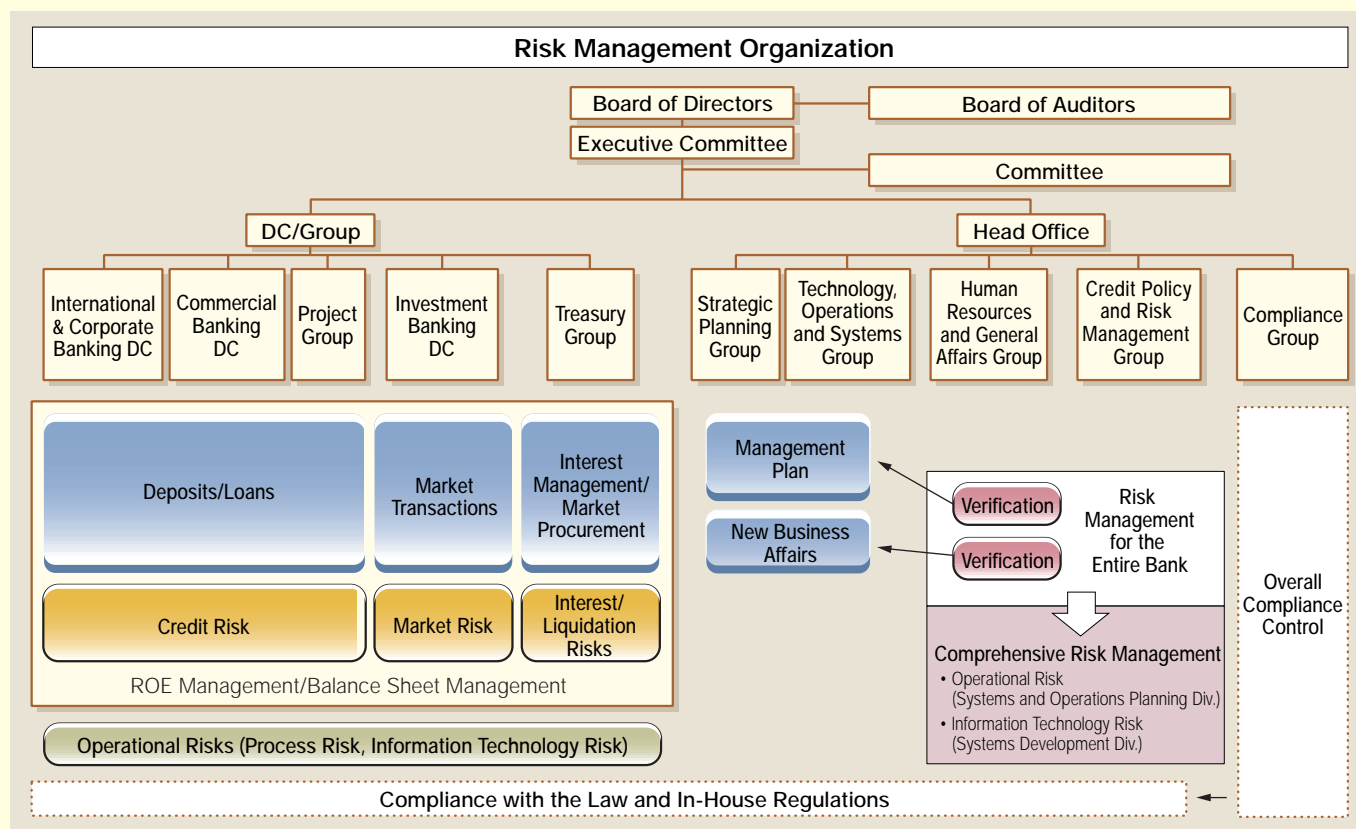 Risk Management Organization
Board of Directors
Board of Auditors
Executive Committee
Committee
DC/Group
Head Office
International
& Corporate
Banking DC
Commercial
Banking
DC
Project
Group
Investment
Banking
DC
Treasury
Group
Strategic
Planning
Group
Technology,
Operations
and Systems
Group
Human
Resources
and General
Affairs Group
Credit Policy
and Risk
Management
Group
Compliance
Group
Deposits/Loans
Market
Transactions
Interest
Management/
Market
Procurement
Management
Plan
New Business
Affairs
Verification
Verification
Risk
Management
for the
Entire Bank
Overall
Compliance
Control
Credit Risk
Market Risk
Interest/
Liquidation
Risks
ROE Management/Balance Sheet Management
Comprehensive Risk Management
• Operational Risk
(Systems and Operations Planning Div.)
• Information Technology Risk
(Systems Development Div.)
Operational Risks (Process Risk, Information Technology Risk)
Compliance with the Law and In-House Regulations